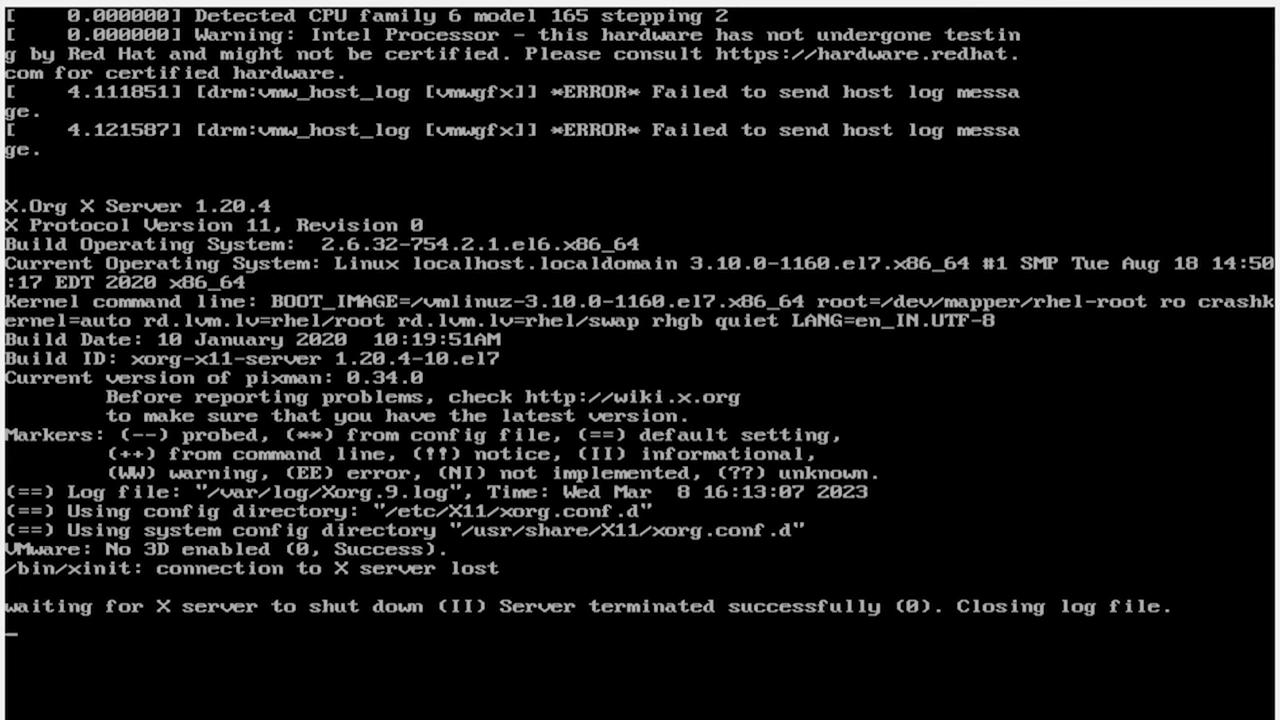 [    0.000000] Detected CPU family 6 model 165 stepping 2
[    0.000000] Warning: Intel Processor - this hardware has not undergone testin
g by Red Hat and might not be certified. Please consult https://hardware.redhat.
com for certified hardware.
[    4.111851] [drm:vmw_host_log [vmwgfx]] *ERROR* Failed to send host log messa
ge.
[    4.121587] [drm:vmw_host_log [vmwgfx]] *ERROR* Failed to send host log messa
ge.
X.Org X Server 1.20.4
X Protocol Version 11, Revision 0
Build Operating System:  2.6.32-754.2.1.el6.x86_64
Current Operating System: Linux localhost.localdomain 3.10.0-1160.el7.x86_64 #1 SMP Tue Aug 18 14:50
:17 EDT 2020 x86_64
Kernel command line: BOOT_IMAGE=/vmlinuz-3.10.0-1160.el7.x86_64 root=/dev/mapper/rhel-root ro crashk
ernel=auto rd.lvm.lv=rhel/root rd.lvm.lv=rhel/swap rhgb quiet LANG=en_IN.UTF-8
Build Date: 10 January 2020  10:19:51AM
Build ID: xorg-x11-server 1.20.4-10.el7
Current version of pixman: 0.34.0
        Before reporting problems, check http://wiki.x.org
        to make sure that you have the latest version.
Markers: (--) probed, (**) from config file, (==) default setting,
        (++) from command line, (!!) notice, (II) informational,
        (WW) warning, (EE) error, (NI) not implemented, (??) unknown.
(==) Log file: "/var/log/Xorg.9.log", Time: Wed Mar  8 16:13:07 2023
(==) Using config directory: "/etc/X11/xorg.conf.d"
(==) Using system config directory "/usr/share/X11/xorg.conf.d"
VMware: No 3D enabled (0, Success).
/bin/xinit: connection to X server lost
waiting for X server to shut down (II) Server terminated successfully (0). Closing log file.